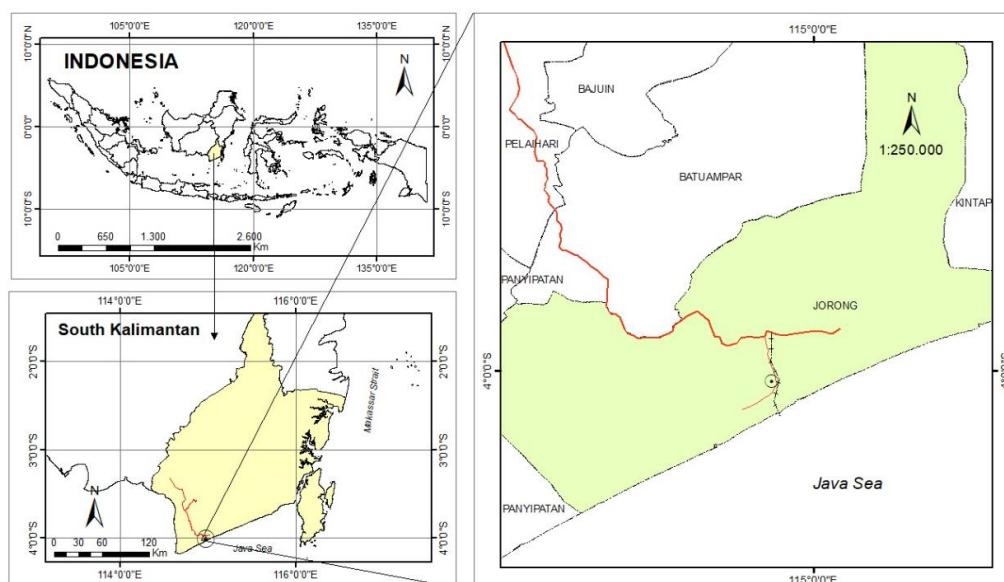 105°0'0"E 120°0'0"E 135°0'0"E
INDONESIA
N
10°0'0"N
10°0'0"N
0°0'0"
0°0'0"
10°0'0"S
10°0'0"S
0 650 1.300 2.600
Km
105°0'0"E 120°0'0"E 135°0'0"E
114°0'0"E 116°0'0"E
South Kalimantan
2°0'0"S
2°0'0"S
Makassar Strait
3°0'0"S
3°0'0"S
N
4°0'0"S
4°0'0"S
0 30 60 120
Km
Java Sea
114°0'0"E 116°0'0"E
115°0'0"E
BAJUIN
N
1:250.000
PELAIHARI
BATUAMPAR
KINTAP
PANYIPATAN
JORONG
4°0'0"S
4°0'0"S
Java Sea
PANYIPATAN
115°0'0"E